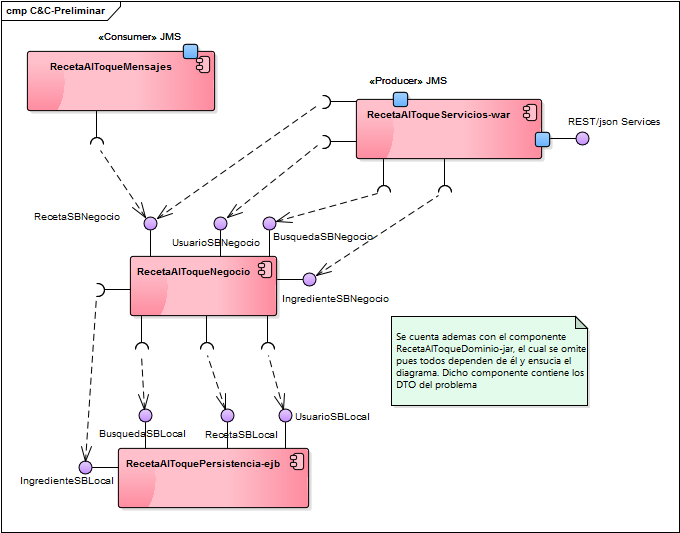 cmp C&C-Preliminar
«Consumer» JMS
RecetaAlToqueMensajes
«Producer» JMS
RecetaAlToqueServicios-war
REST/json Services
RecetaSBNegocio
UsuarioSBNegocio
BusquedaSBNegocio
RecetaAlToqueNegocio
IngredienteSBNegocio
Se cuenta ademas con el componente
RecetaAlToqueDominio-jar, el cual se omite
pues todos dependen de él y ensucia el
diagrama. Dicho componente contiene los
DTO del problema
BusquedaSBLocal
RecetaSBLocal
UsuarioSBLocal
RecetaAlToquePersistencia-ejb
IngredienteSBLocal